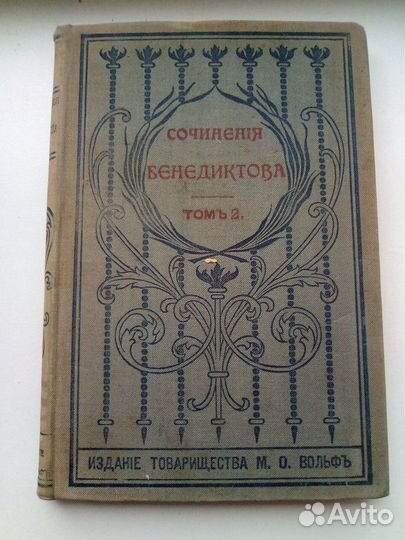 СОЧИНЕНІЯ
БЕНЕДИКТОВА
ТОМЪ 2.
ИЗДАНІЕ ТОВАРИЩЕСТВА М. О. ВОЛЬФЪ
Avito